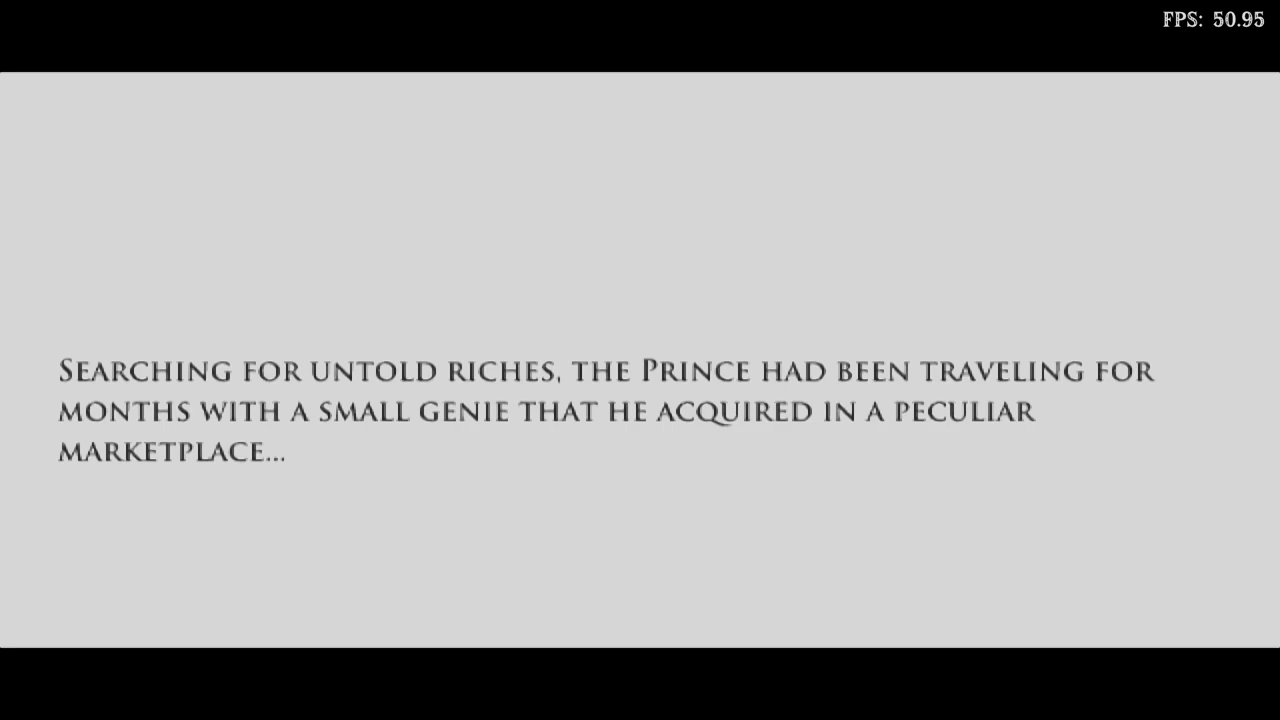 FPS: 50.95
Searching for untold riches, the Prince had been traveling for
months with a small genie that he acquired in a peculiar
marketplace...